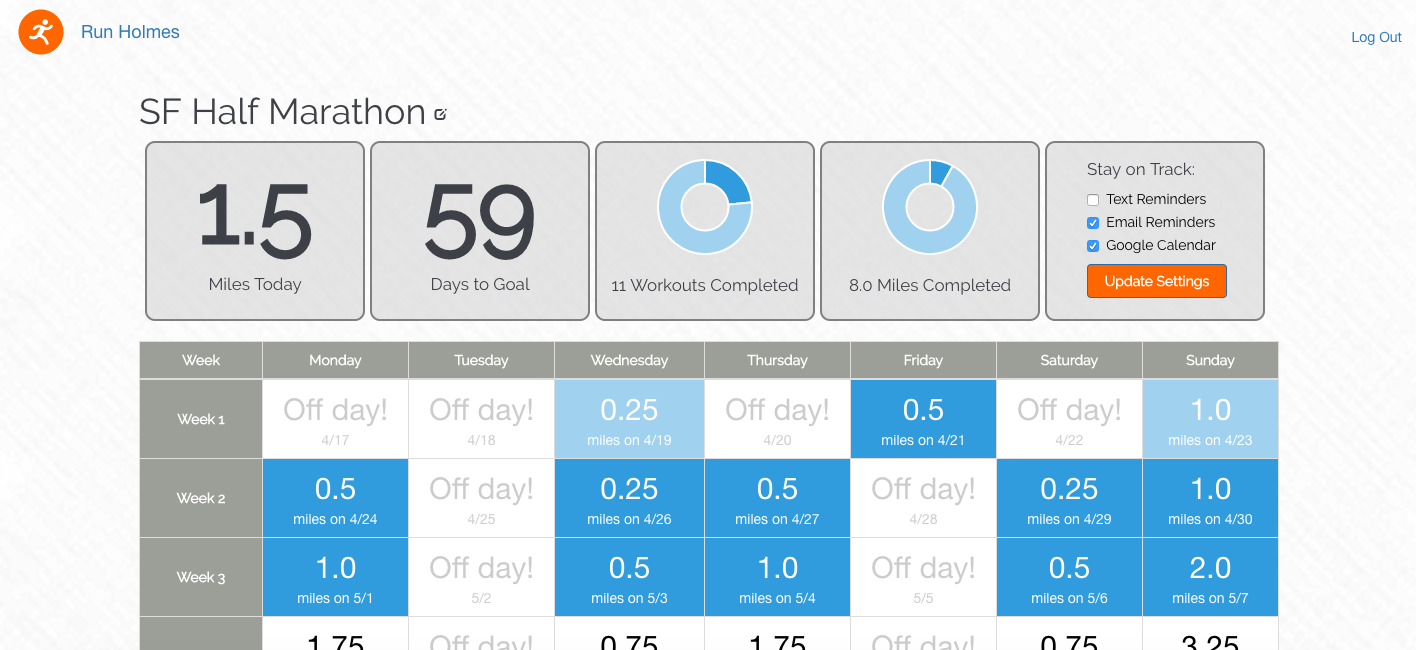 Run Holmes
Log Out
SF Half Marathon
1.5
Miles Today
59
Days to Goal
11 Workouts Completed
8.0 Miles Completed
Stay on Track:
Text Reminders
Email Reminders
Google Calendar
Update Settings
Week Monday Tuesday Wednesday Thursday Friday Saturday Sunday
Week 1
Off day! Off day! 0.25 Off day! 0.5 Off day! 1.0
4/17 4/18 miles on 4/19 4/20 miles on 4/21 4/22 miles on 4/23
Week 2
0.5 Off day! 0.25 0.5 Off day! 0.25 1.0
miles on 4/24 4/25 miles on 4/26 miles on 4/27 4/28 miles on 4/29 miles on 4/30
Week 3
1.0 Off day! 0.5 1.0 Off day! 0.5 2.0
miles on 5/1 5/2 miles on 5/3 miles on 5/4 5/5 miles on 5/6 miles on 5/7
1.75 Off day! 0.75 1.75 Off day! 0.75 3.25